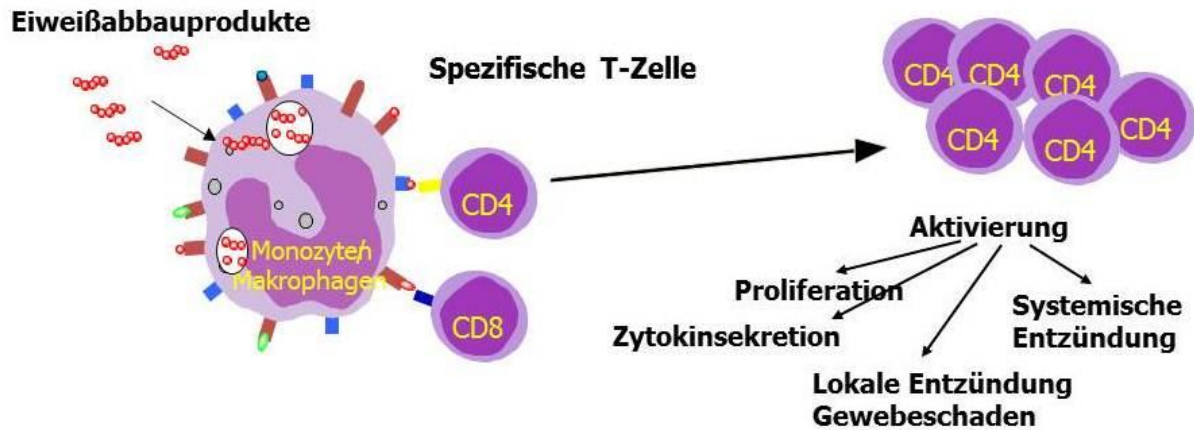 Eiweißabbauprodukte
Spezifische T-Zelle
CD4
CD4
CD4
CD4
CD4
CD4
CD4
Monozyten/
Makrophagen
CD8
Aktivierung
Proliferation
Zytokinsekretion
Systemische
Entzündung
Lokale Entzündung
Gewebeschaden